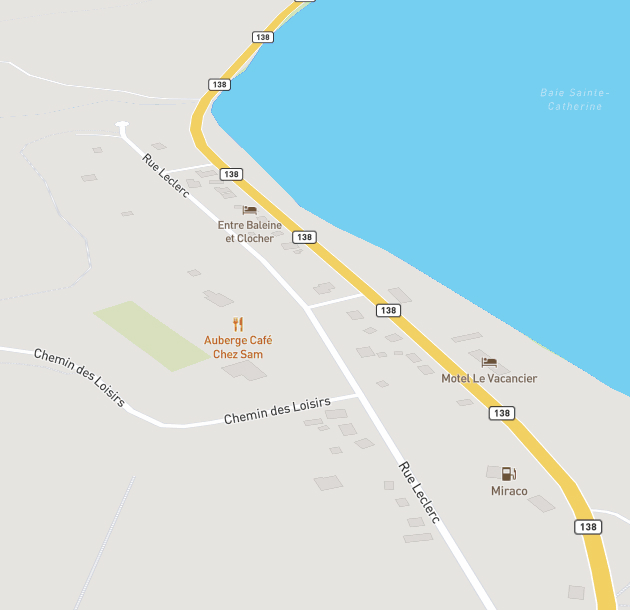 138
138
Baie Sainte-
Catherine
Rue Leclerc
138
Entre Baleine
et Clocher
138
138
Auberge Café
Chez Sam
Chemin des Loisirs
Motel Le Vacancier
Chemin des Loisirs
138
Rue Leclerc
Miraco
138